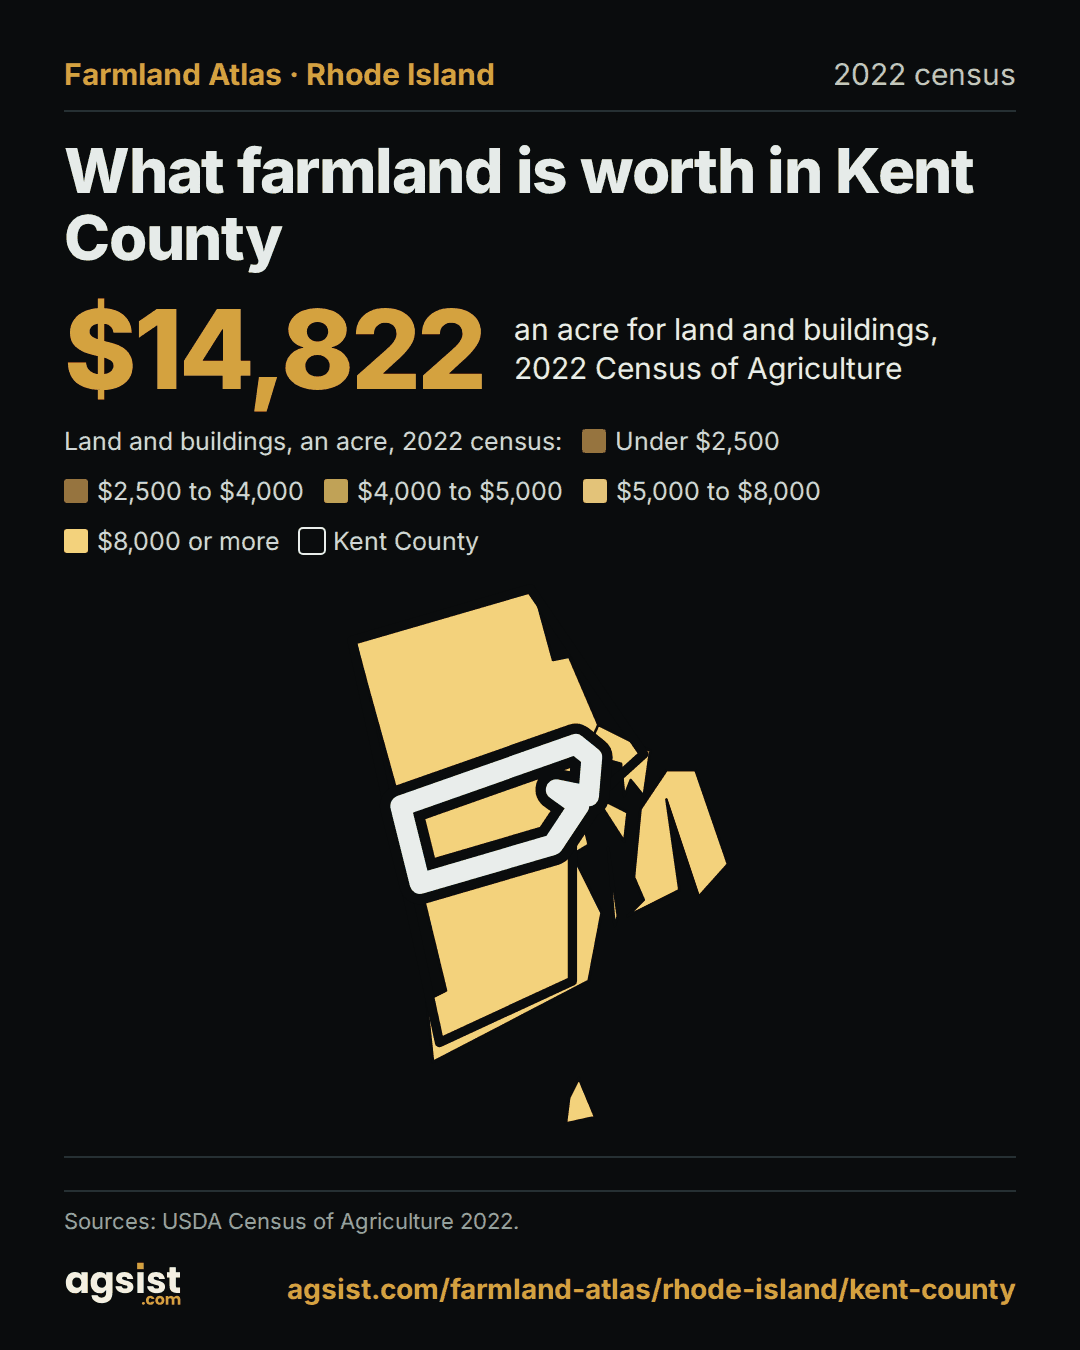 Farmland Atlas · Rhode Island
2022 census
What farmland is worth in Kent
County
$14,822
an acre for land and buildings,
2022 Census of Agriculture
Land and buildings, an acre, 2022 census: Under $2,500
$2,500 to $4,000 $4,000 to $5,000 $5,000 to $8,000
$8,000 or more Kent County
Sources: USDA Census of Agriculture 2022.
agsist
.com
agsist.com/farmland-atlas/rhode-island/kent-county